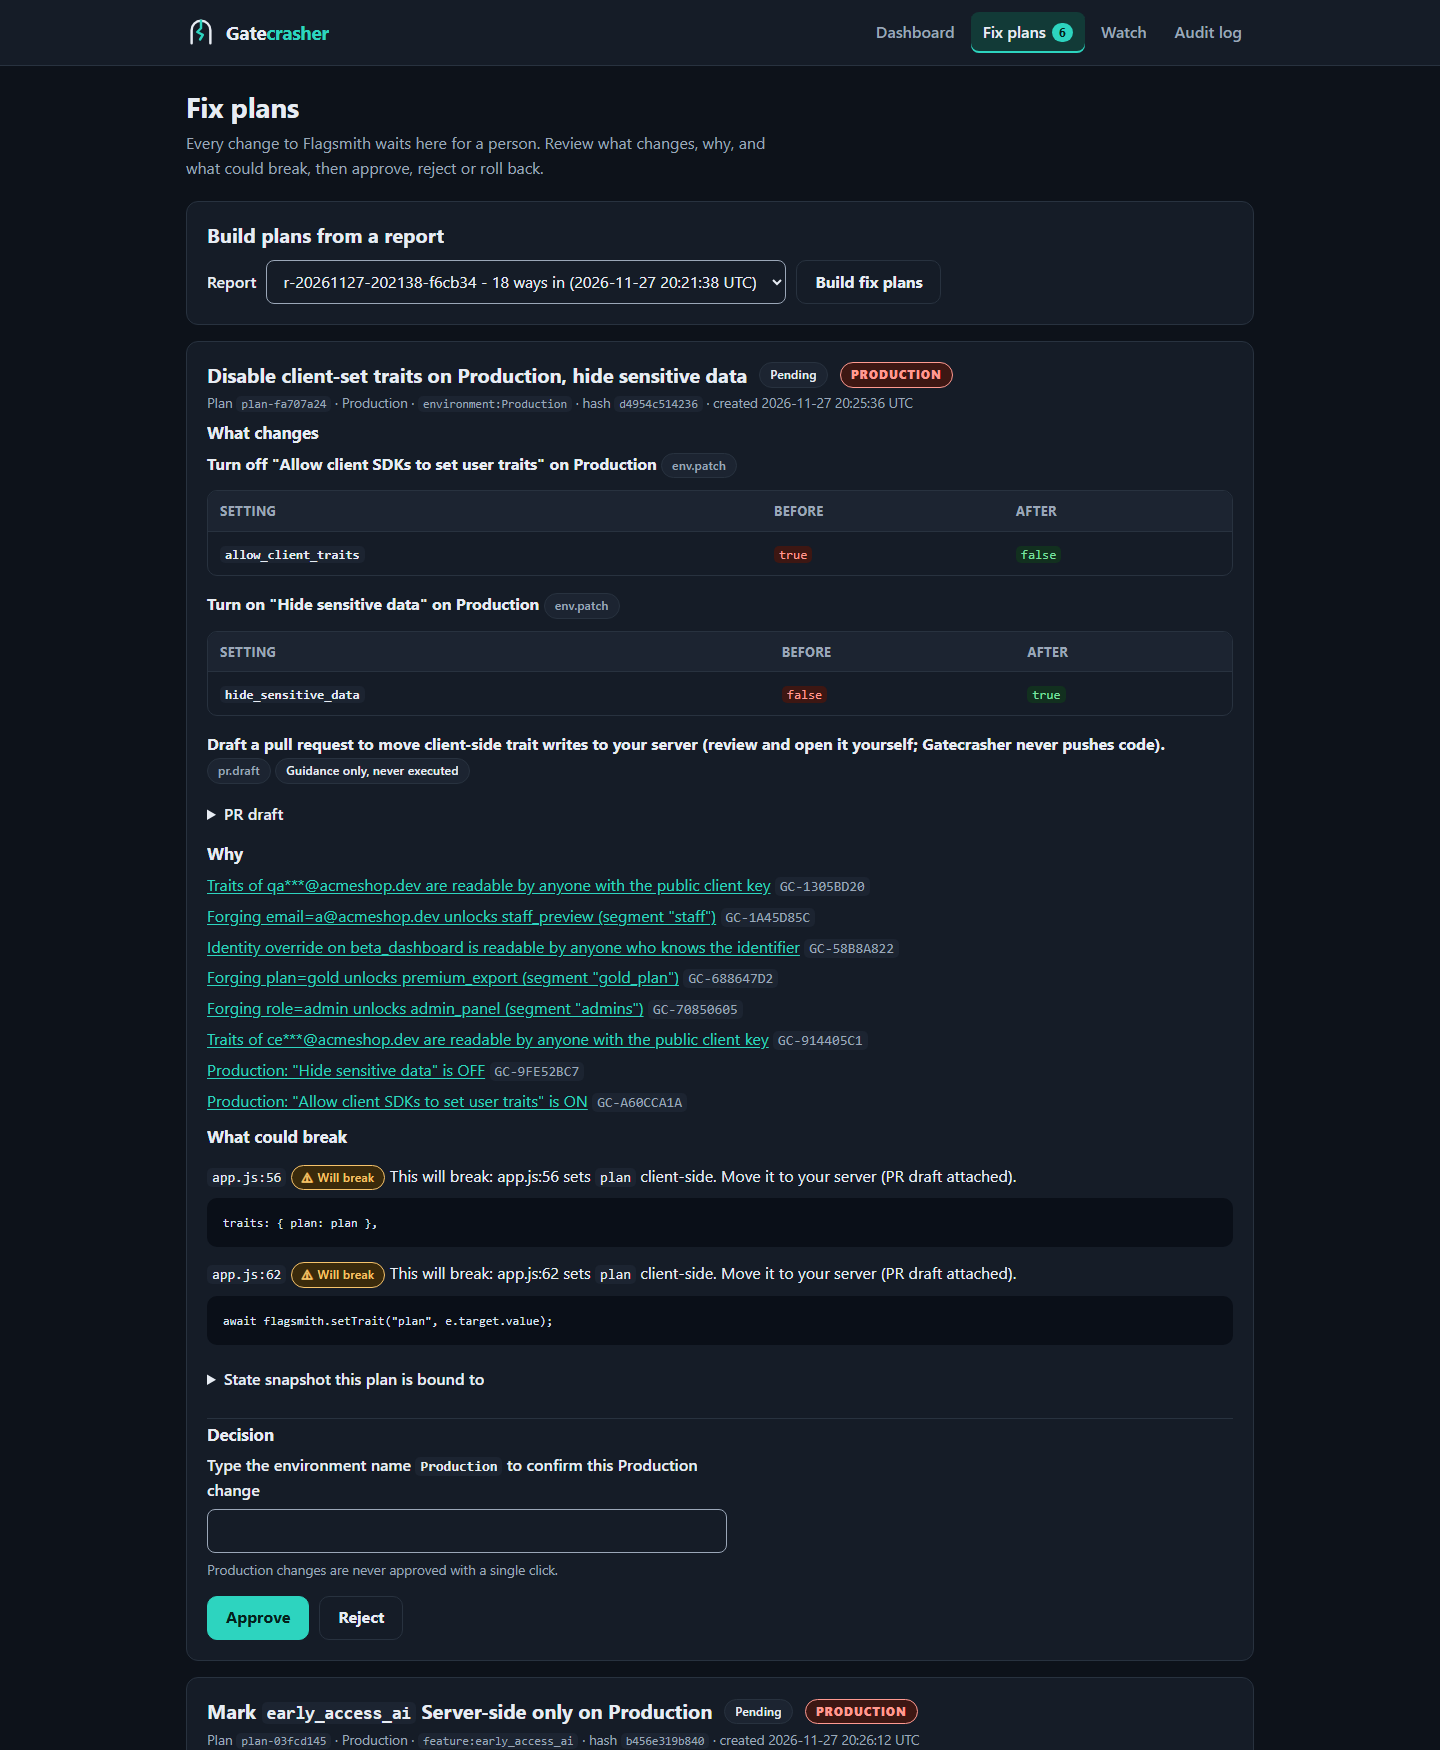 Gatecrasher
Dashboard
Fix plans 6
Watch
Audit log
Fix plans
Every change to Flagsmith waits here for a person. Review what changes, why, and
what could break, then approve, reject or roll back.
Build plans from a report
Report
r-20261127-202138-f6cb34 - 18 ways in (2026-11-27 20:21:38 UTC)
Build fix plans
Disable client-set traits on Production, hide sensitive data Pending PRODUCTION
Plan plan-fa707a24 · Production · environment:Production · hash d4954c514236 · created 2026-11-27 20:25:36 UTC
What changes
Turn off "Allow client SDKs to set user traits" on Production env.patch
SETTING BEFORE AFTER
allow_client_traits true false
Turn on "Hide sensitive data" on Production env.patch
SETTING BEFORE AFTER
hide_sensitive_data false true
Draft a pull request to move client-side trait writes to your server (review and open it yourself; Gatecrasher never pushes code).
pr.draft Guidance only, never executed
PR draft
Why
Traits of qa***@acmeshop.dev are readable by anyone with the public client key GC-1305BD20
Forging email=a@acmeshop.dev unlocks staff_preview (segment "staff") GC-1A45D85C
Identity override on beta_dashboard is readable by anyone who knows the identifier GC-58B8A822
Forging plan=gold unlocks premium_export (segment "gold_plan") GC-688647D2
Forging role=admin unlocks admin_panel (segment "admins") GC-70850605
Traits of ce***@acmeshop.dev are readable by anyone with the public client key GC-914405C1
Production: "Hide sensitive data" is OFF GC-9FE52BC7
Production: "Allow client SDKs to set user traits" is ON GC-A60CCA1A
What could break
app.js:56 ⚠ Will break This will break: app.js:56 sets plan client-side. Move it to your server (PR draft attached).
traits: { plan: plan },
app.js:62 ⚠ Will break This will break: app.js:62 sets plan client-side. Move it to your server (PR draft attached).
await flagsmith.setTrait("plan", e.target.value);
State snapshot this plan is bound to
Decision
Type the environment name Production to confirm this Production
change
Production changes are never approved with a single click.
Approve
Reject
Mark early_access_ai Server-side only on Production Pending PRODUCTION
Plan plan-03fcd145 · Production · feature:early_access_ai · hash b456e319b840 · created 2026-11-27 20:26:12 UTC